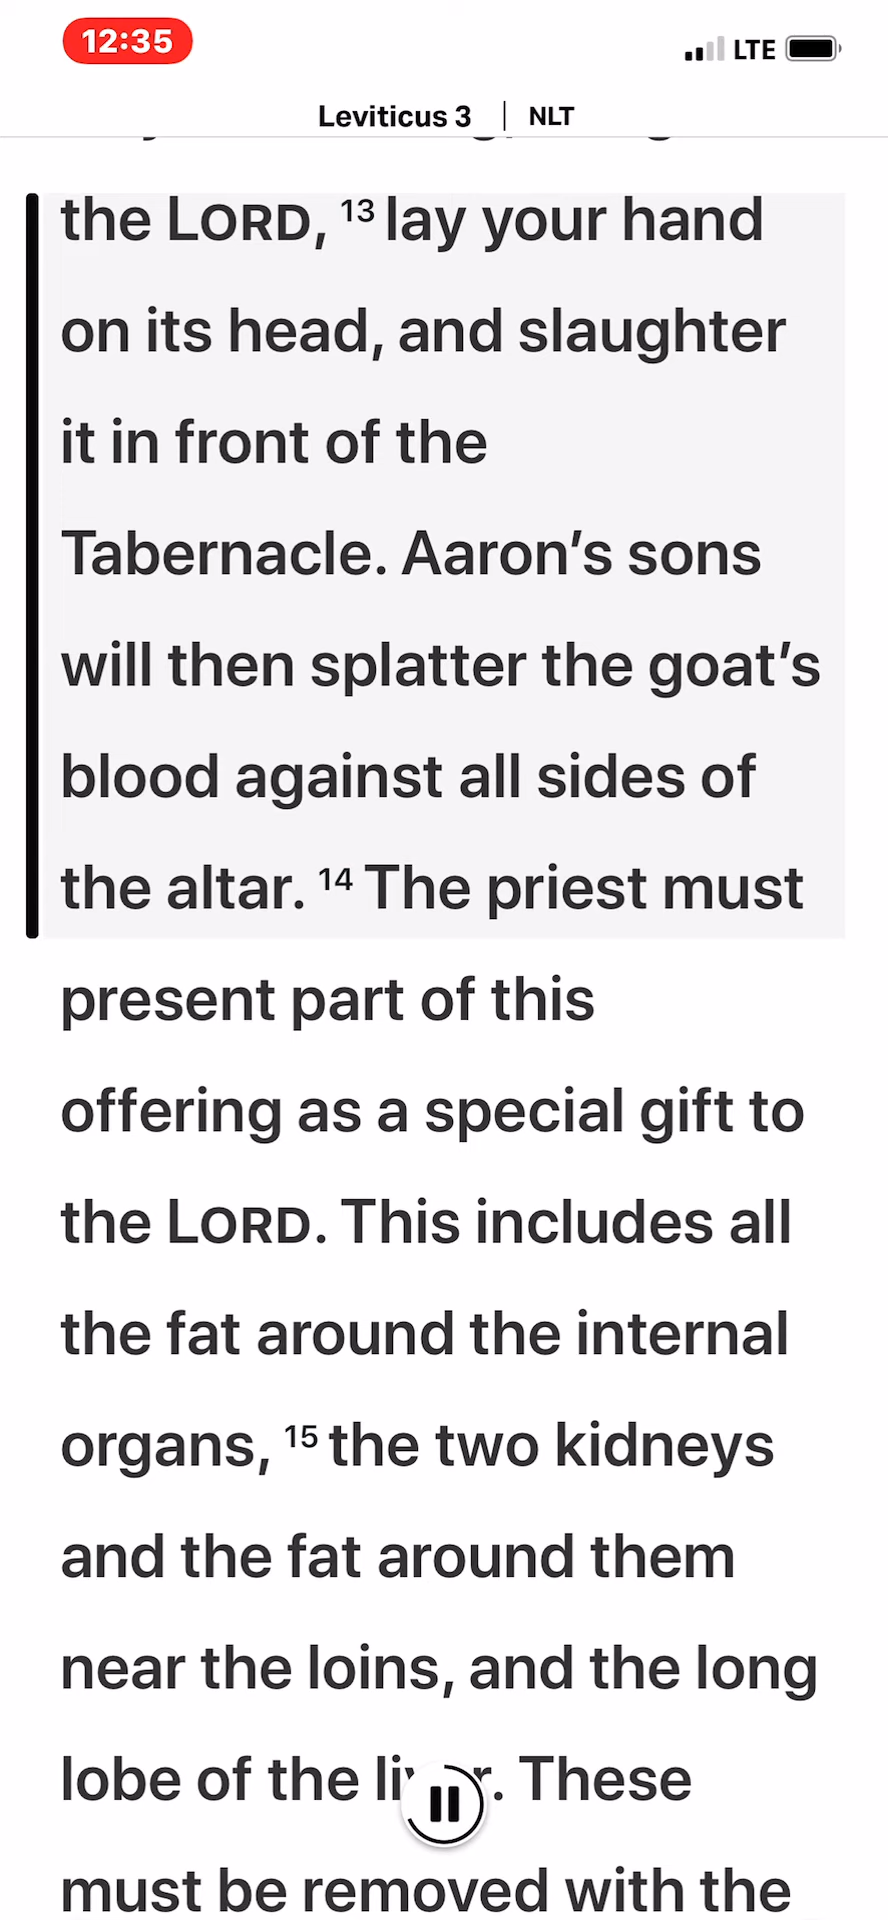 12:35
LTE
Leviticus 3 | NLT
the LORD, 13 lay your hand
on its head, and slaughter
it in front of the
Tabernacle. Aaron’s sons
will then splatter the goat’s
blood against all sides of
the altar. 14 The priest must
present part of this
offering as a special gift to
the LORD. This includes all
the fat around the internal
organs, 15 the two kidneys
and the fat around them
near the loins, and the long
lobe of the liver. These
must be removed with the